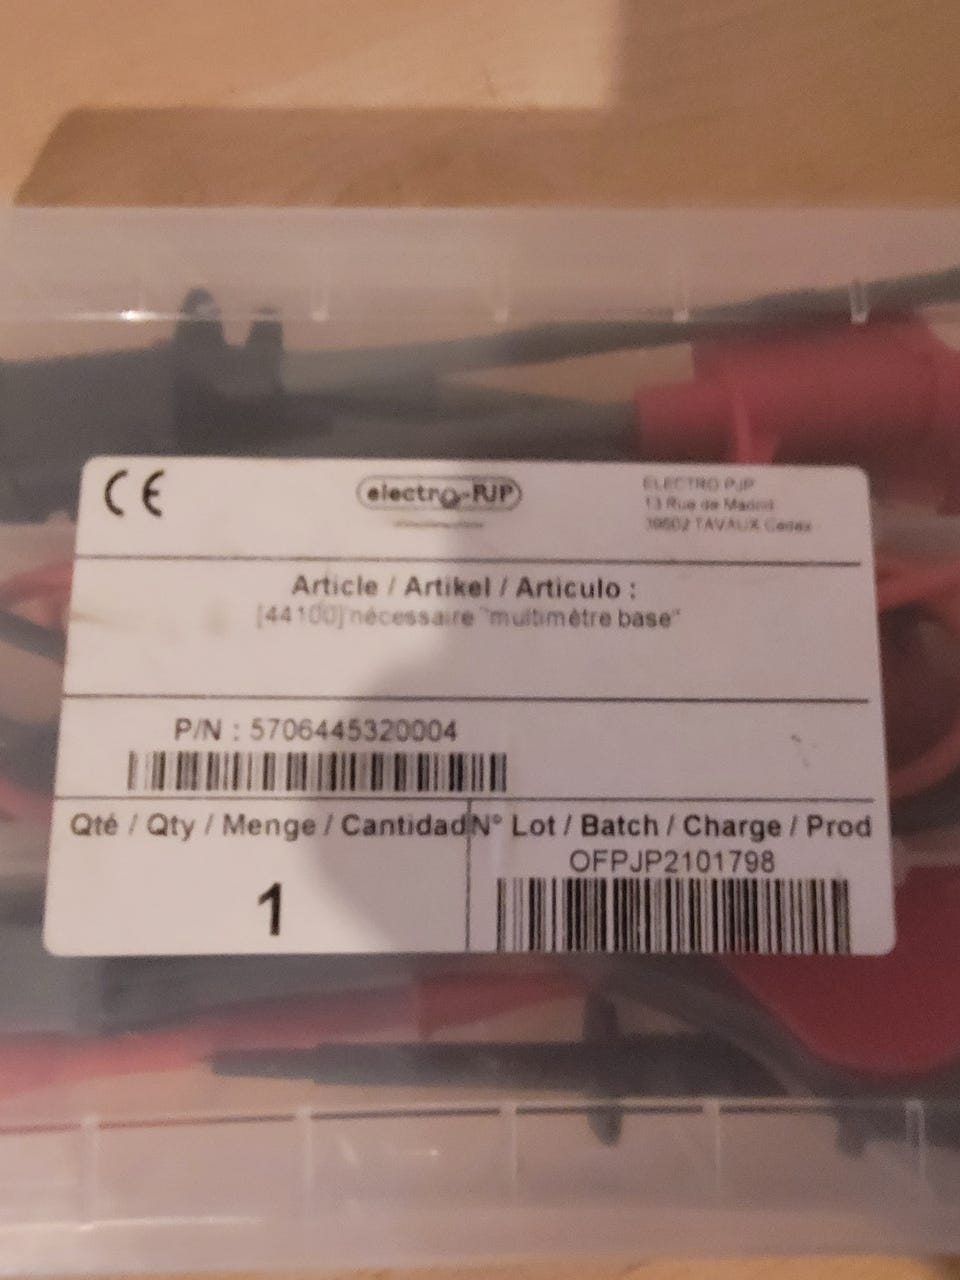 CE
electro-PJP
ELECTRO PJP
13 Rue de Madrid
39502 TAVAUX Cedex
Article / Artikel / Articulo :
[44100] nécessaire "multimètre base"
P/N : 5706445320004
Qté / Qty / Menge / Cantidad
N° Lot / Batch / Charge / Prod
OFPJP2101798
1